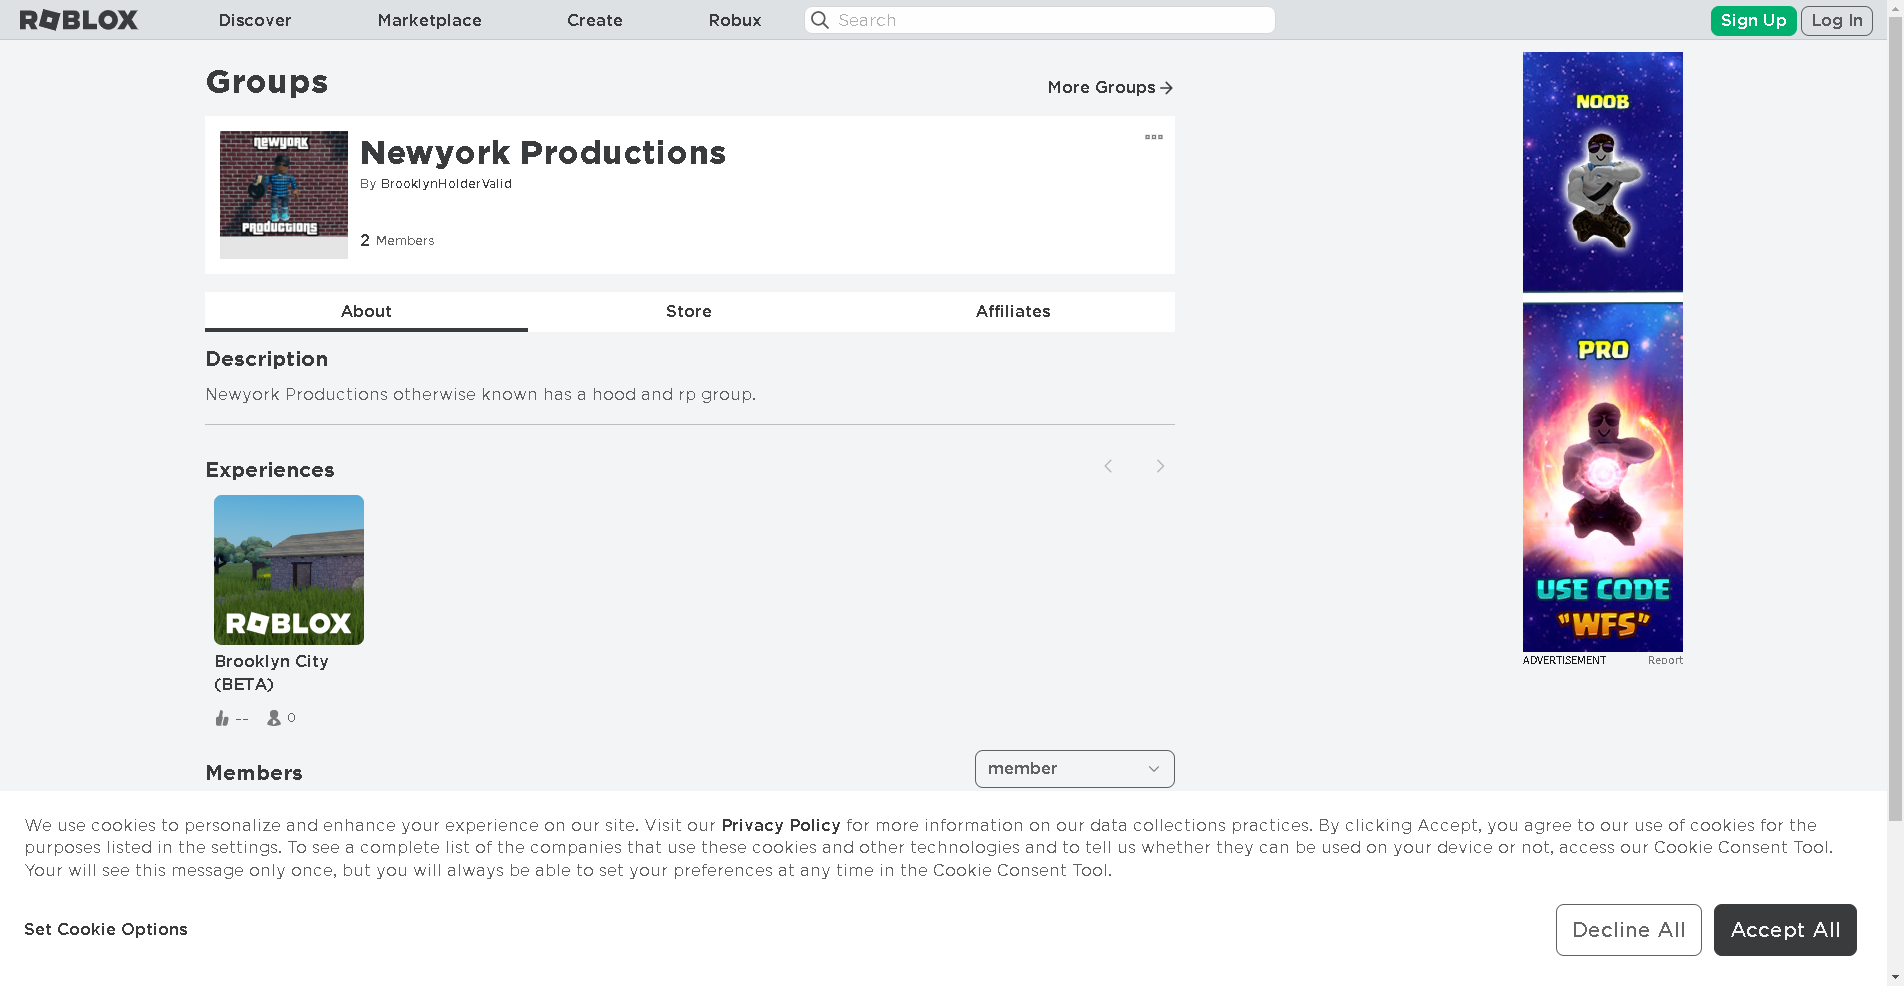 ROBLOX
Discover
Marketplace
Create
Robux
Search
Sign Up
Log In
Groups
More Groups
NEWYORK
PRODUCTIONS
Newyork Productions
By BrooklynHolderValid
2 Members
About
Store
Affiliates
Description
Newyork Productions otherwise known has a hood and rp group.
Experiences
ROBLOX
Brooklyn City
(BETA)
--
0
Members
member
NOOB
PRO
USE CODE
"WFS"
ADVERTISEMENT
Report
We use cookies to personalize and enhance your experience on our site. Visit our Privacy Policy for more information on our data collections practices. By clicking Accept, you agree to our use of cookies for the
purposes listed in the settings. To see a complete list of the companies that use these cookies and other technologies and to tell us whether they can be used on your device or not, access our Cookie Consent Tool.
Your will see this message only once, but you will always be able to set your preferences at any time in the Cookie Consent Tool.
Set Cookie Options
Decline All
Accept All